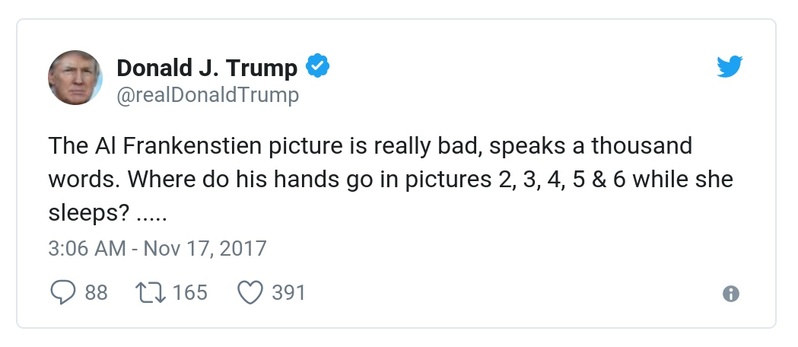 Donald J. Trump
@realDonaldTrump
The Al Frankenstien picture is really bad, speaks a thousand
words. Where do his hands go in pictures 2, 3, 4, 5 & 6 while she
sleeps? .....
3:06 AM - Nov 17, 2017
88 165 391